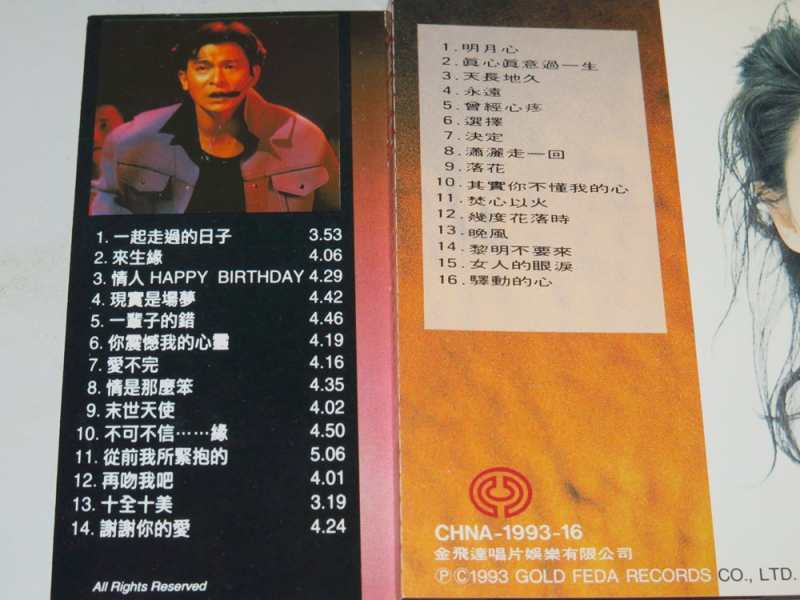 1. 一起走過的日子 3.53
2. 來生緣 4.06
3. 情人 HAPPY BIRTHDAY 4.29
4. 現實是場夢 4.42
5. 一輩子的錯 4.46
6. 你震憾我的心靈 4.19
7. 愛不完 4.16
8. 情是那麼笨 4.35
9. 末世天使 4.02
10. 不可不信……緣 4.50
11. 從前我所緊抱的 5.06
12. 再吻我吧 4.01
13. 十全十美 3.19
14. 謝謝你的愛 4.24
All Rights Reserved
1. 明月心
2. 眞心眞意過一生
3. 天長地久
4. 永遠
5. 曾經心疼
6. 選擇
7. 決定
8. 瀟灑走一回
9. 落花
10. 其實你不懂我的心
11. 焚心以火
12. 幾度花落時
13. 晚風
14. 黎明不要來
15. 女人的眼淚
16. 驛動的心
CHNA-1993-16
金飛達唱片娛樂有限公司
ⓅⒸ1993 GOLD FEDA RECORDS CO., LTD.